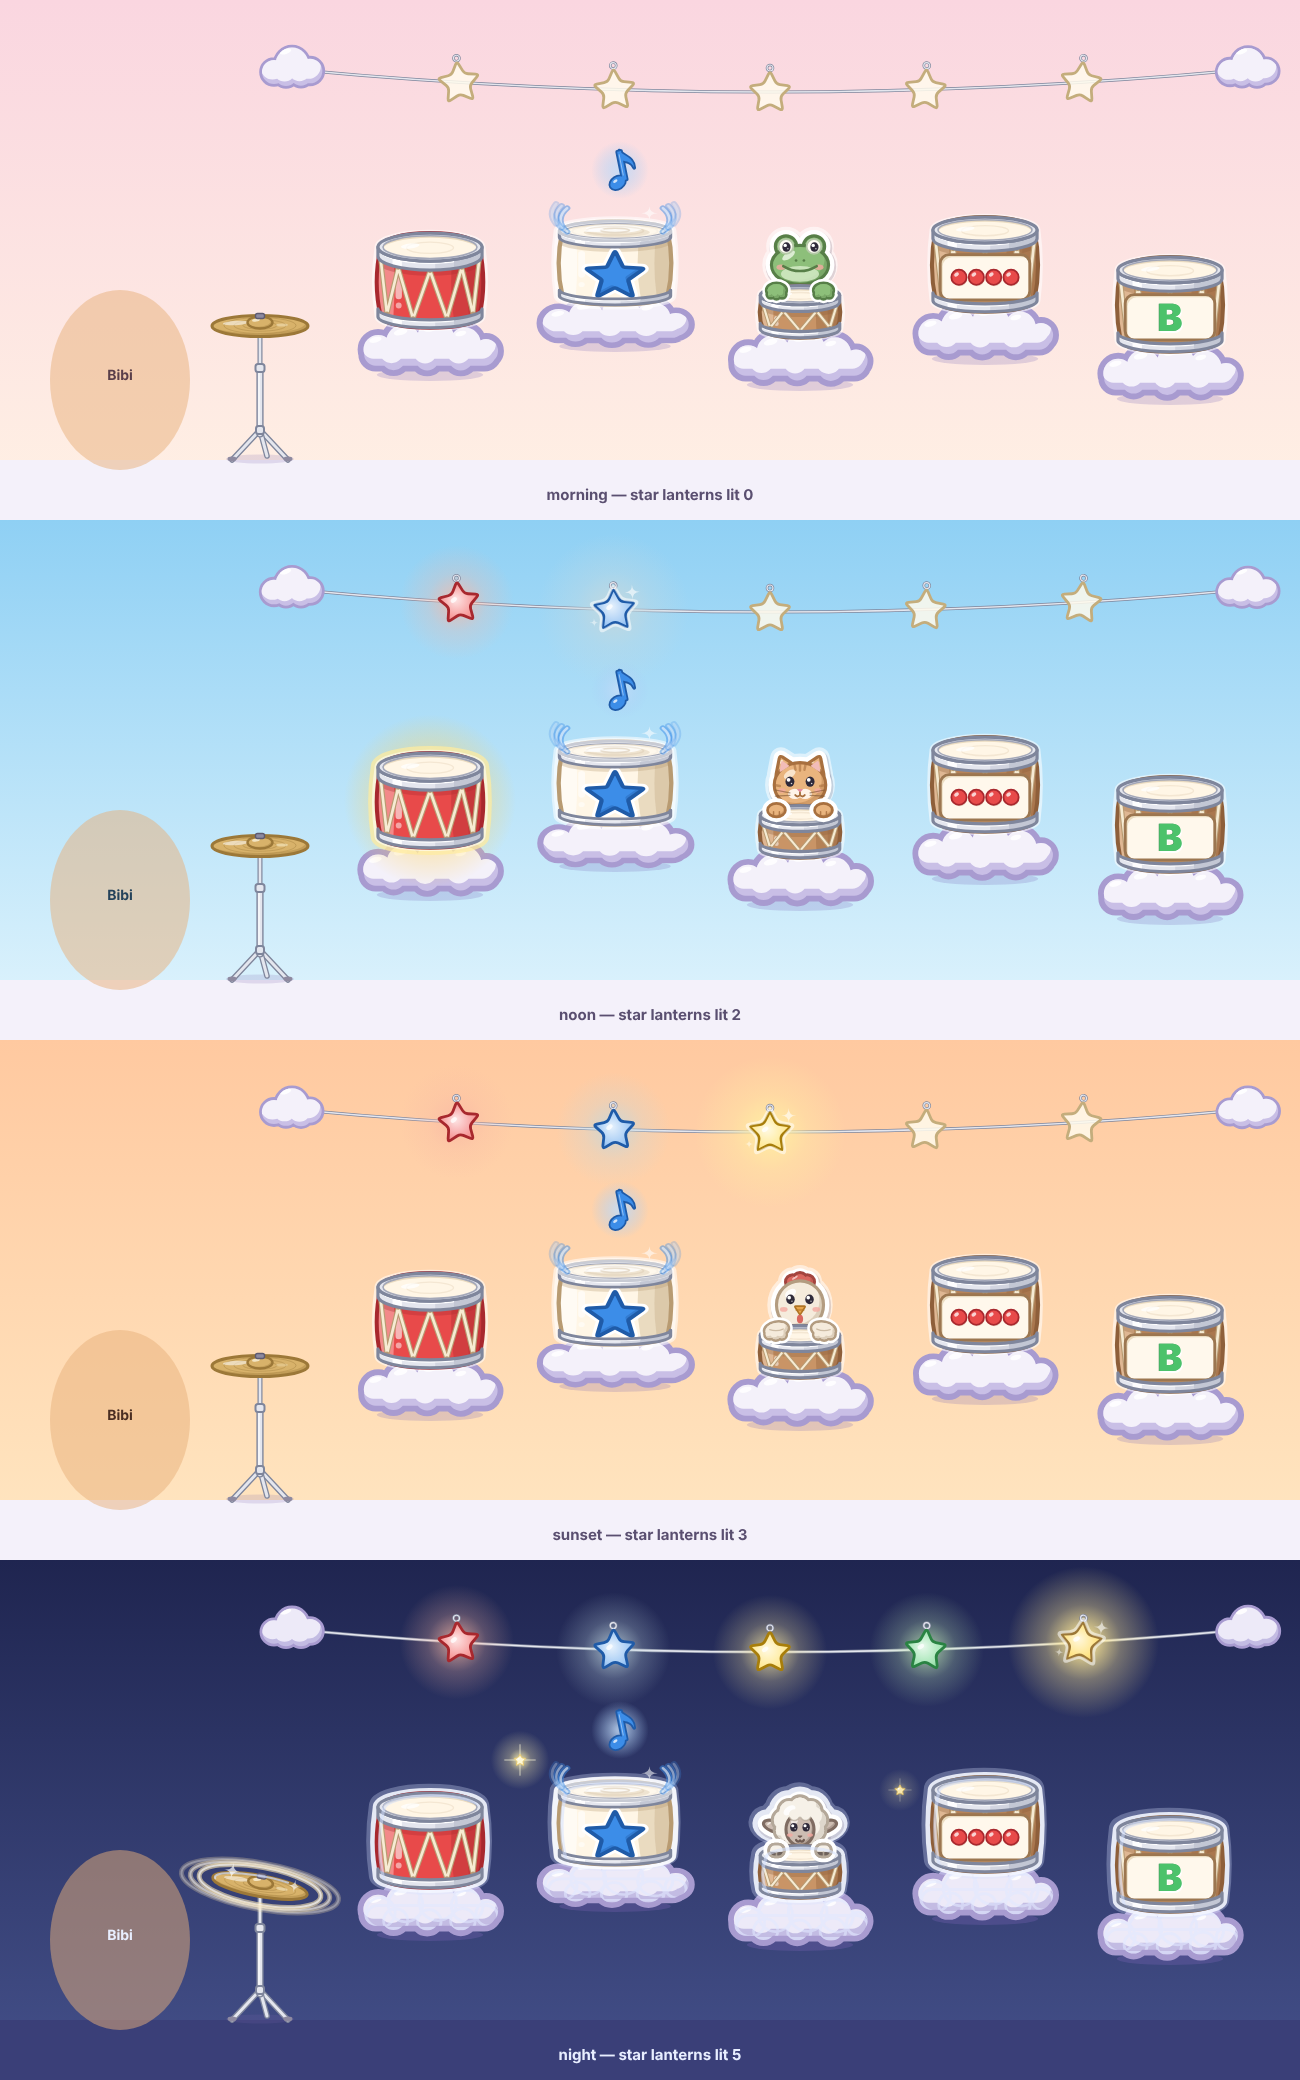 Bibi
B
morning — star lanterns lit 0
Bibi
B
noon — star lanterns lit 2
Bibi
B
sunset — star lanterns lit 3
Bibi
B
night — star lanterns lit 5